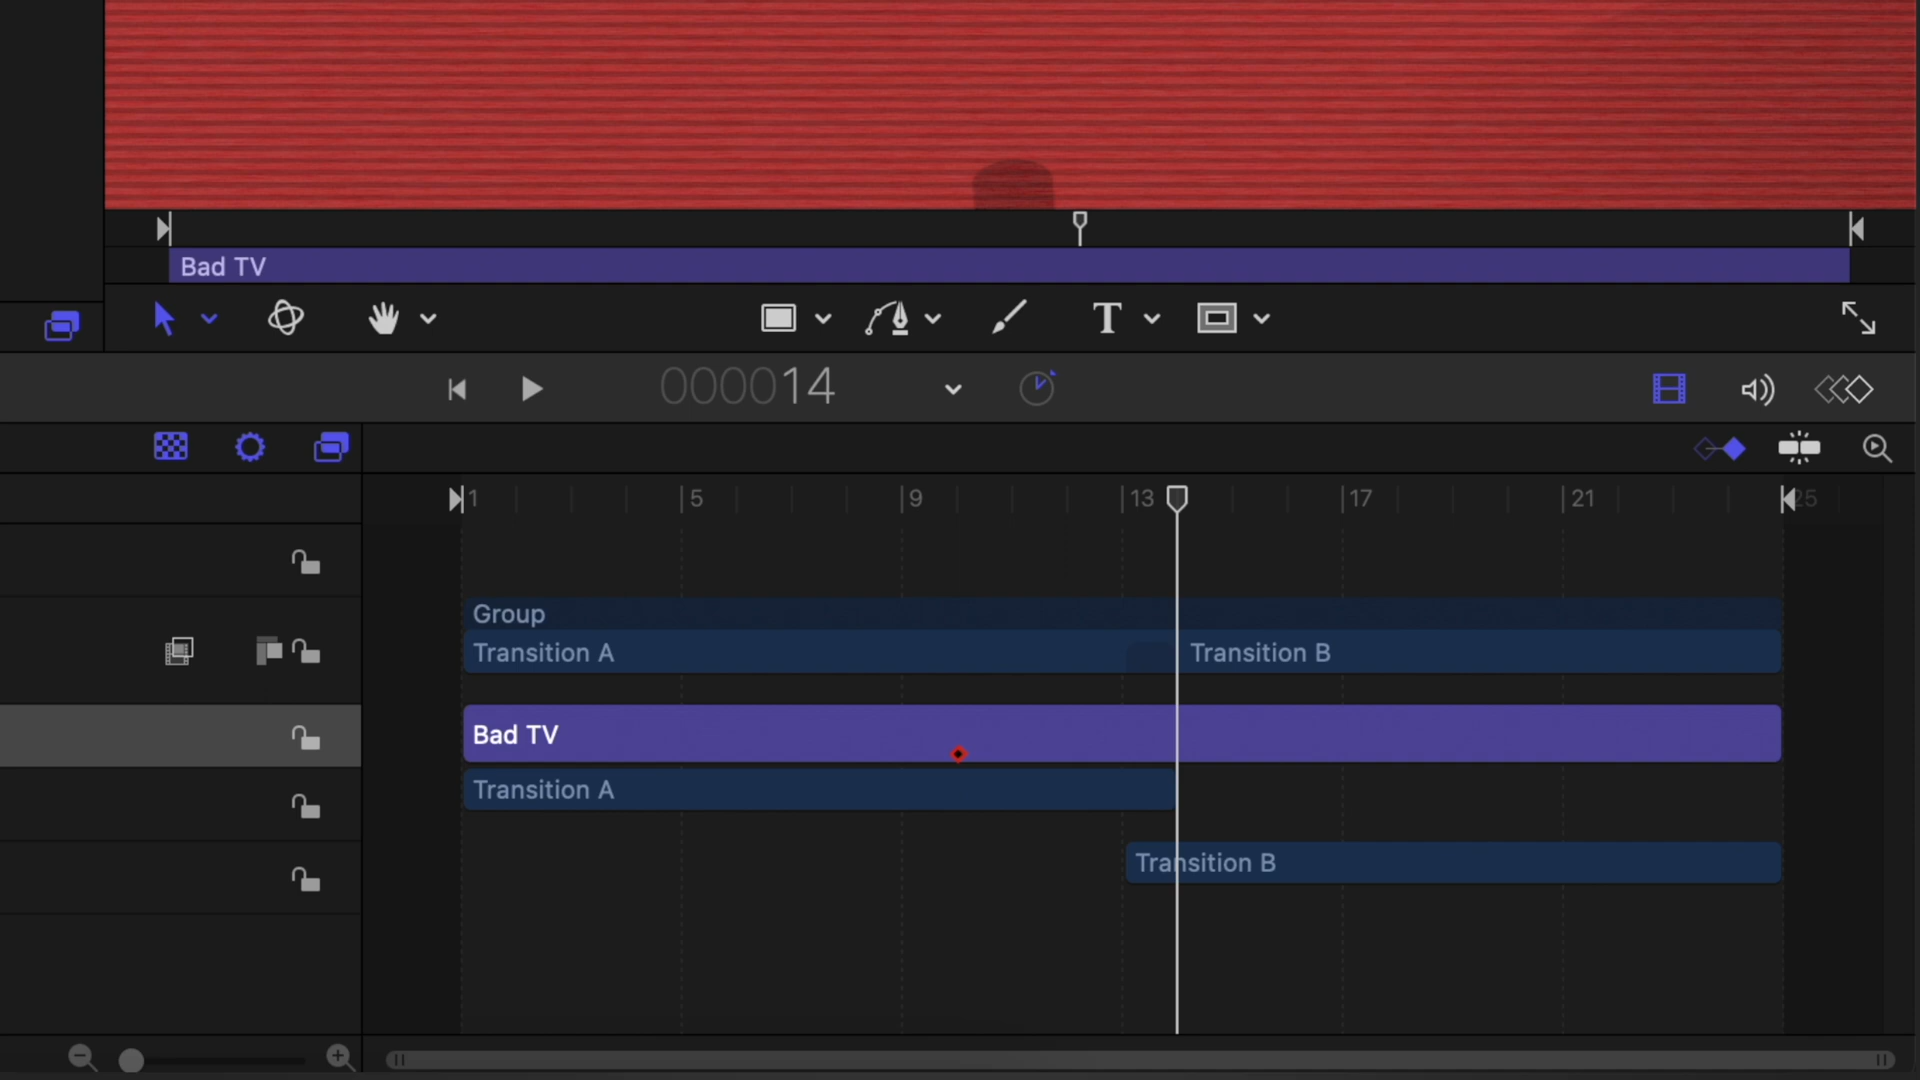 Bad TV
T
000014
1 5 9 13 17 21 25
Group
Transition A Transition B
Bad TV
Transition A
Transition B